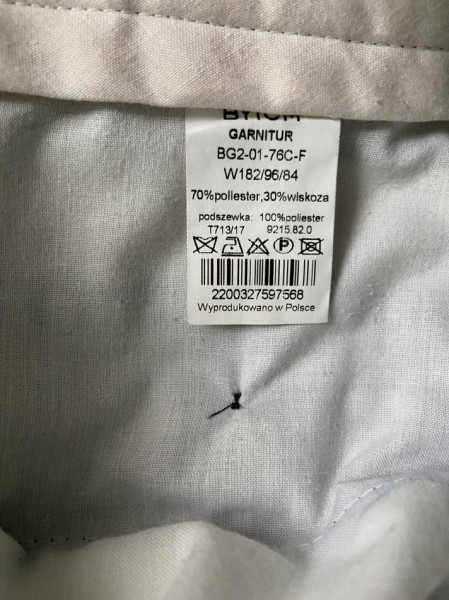 BYTOM
GARNITUR
BG2-01-76C-F
W182/96/84
70%poliester,30%wiskoza
podszewka: 100%poliester
T713/17 9215.82.0
P
2200327597568
Wyprodukowano w Polsce